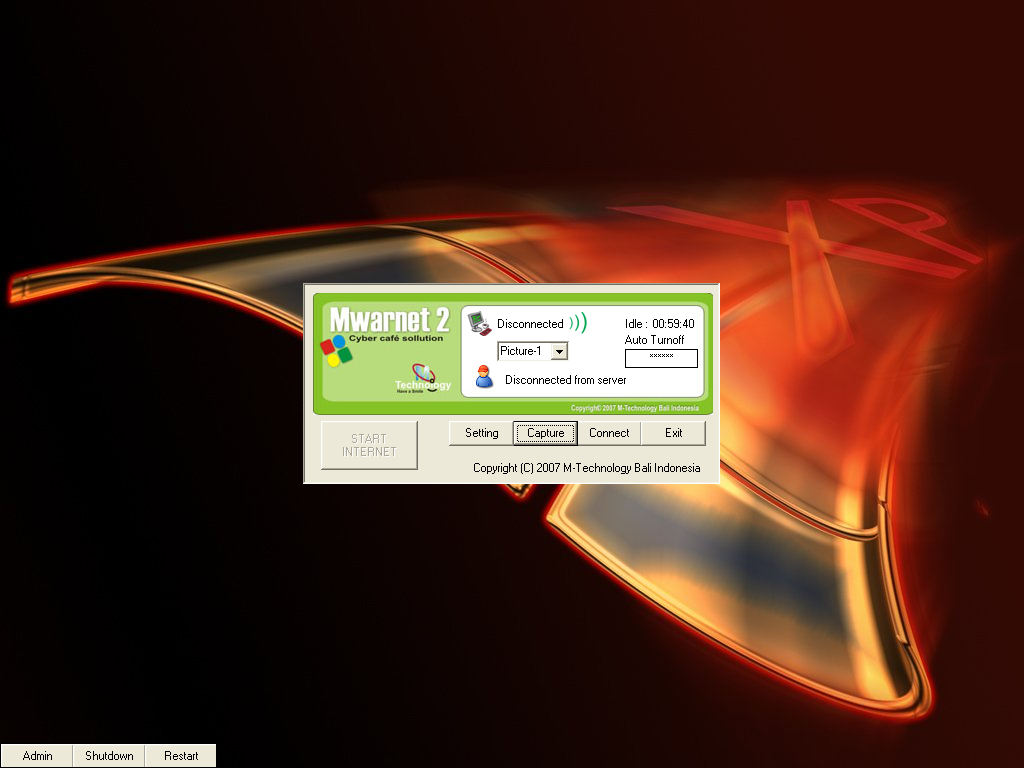 XP
Mwarnet 2
Cyber café sollution
Technology
Have a Smile
Disconnected
Picture-1
Disconnected from server
Idle : 00:59:40
Auto Turnoff
××××××
Copyright© 2007 M-Technology Bali Indonesia
START
INTERNET
Setting
Capture
Connect
Exit
Copyright (C) 2007 M-Technology Bali Indonesia
Admin
Shutdown
Restart